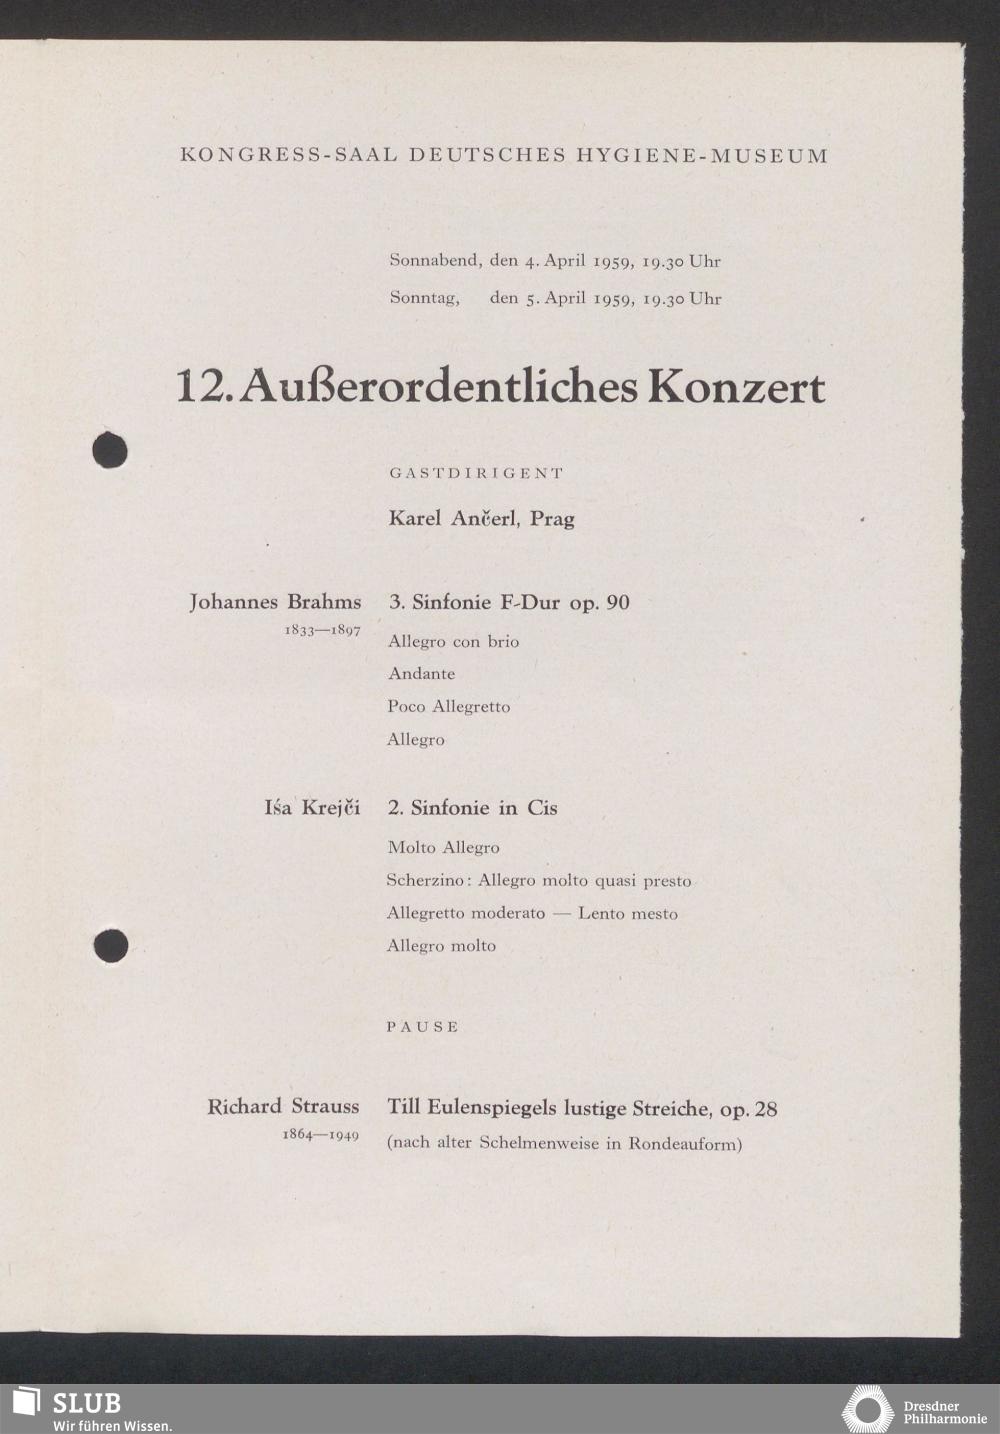 KONGRESS-SAAL DEUTSCHES HYGIENE-MUSEUM
Sonnabend, den 4. April 1959, 19.30 Uhr
Sonntag, den 5. April 1959, 19.30 Uhr
12. Außerordentliches Konzert
GASTDIRIGENT
Karel Ančerl, Prag
Johannes Brahms 3. Sinfonie F-Dur op. 90
1833—1897
Allegro con brio
Andante
Poco Allegretto
Allegro
Iśa Krejči 2. Sinfonie in Cis
Molto Allegro
Scherzino: Allegro molto quasi presto
Allegretto moderato — Lento mesto
Allegro molto
PAUSE
Richard Strauss Till Eulenspiegels lustige Streiche, op. 28
1864—1949 (nach alter Schelmenweise in Rondeauform)
SLUB
Wir führen Wissen.
Dresdner
Philharmonie